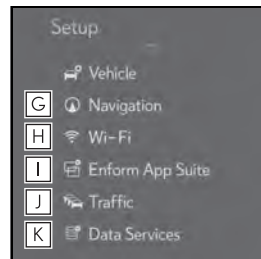 Setup
Vehicle
G Navigation
H Wi-Fi
I Enform App Suite
J Traffic
K Data Services